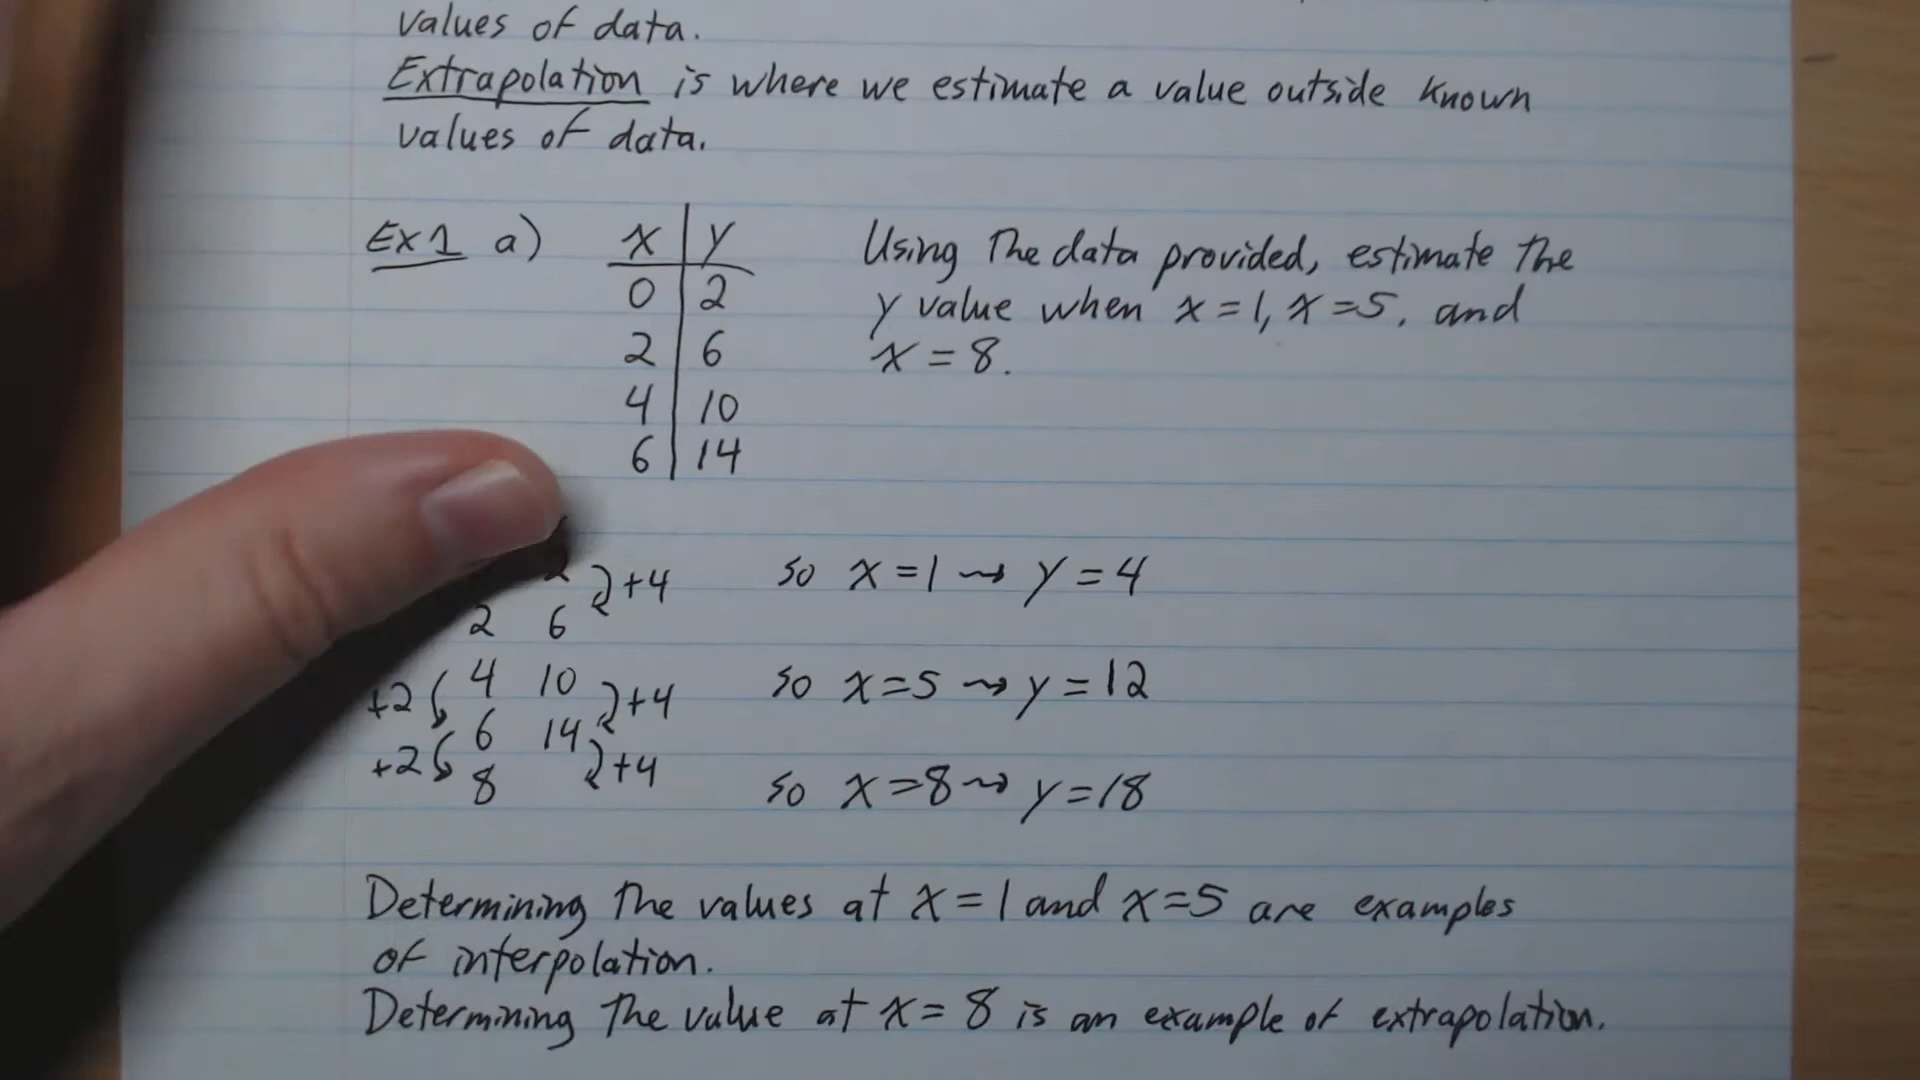 values of data.
Extrapolation is where we estimate a value outside known
values of data.
Ex1 a) x y
0 2
2 6
4 10
6 14
Using the data provided, estimate the
y value when x = 1, x = 5, and
x = 8.
+4
2 6
so x = 1 ⇝ y = 4
+2 4 10 +4
6 14
+2 8 +4
so x = 5 ⇝ y = 12
so x = 8 ⇝ y = 18
Determining the values at x = 1 and x = 5 are examples
of interpolation.
Determining the value at x = 8 is an example of extrapolation.